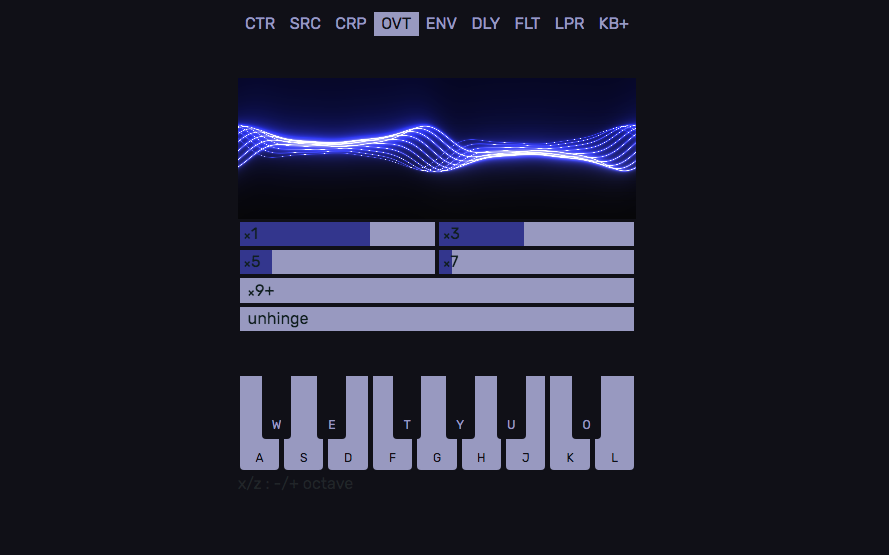 CTR SRC CRP OVT ENV DLY FLT LPR KB+
×1 ×3
×5 ×7
×9+
unhinge
W E T Y U O
A S D F G H J K L
x/z : -/+ octave